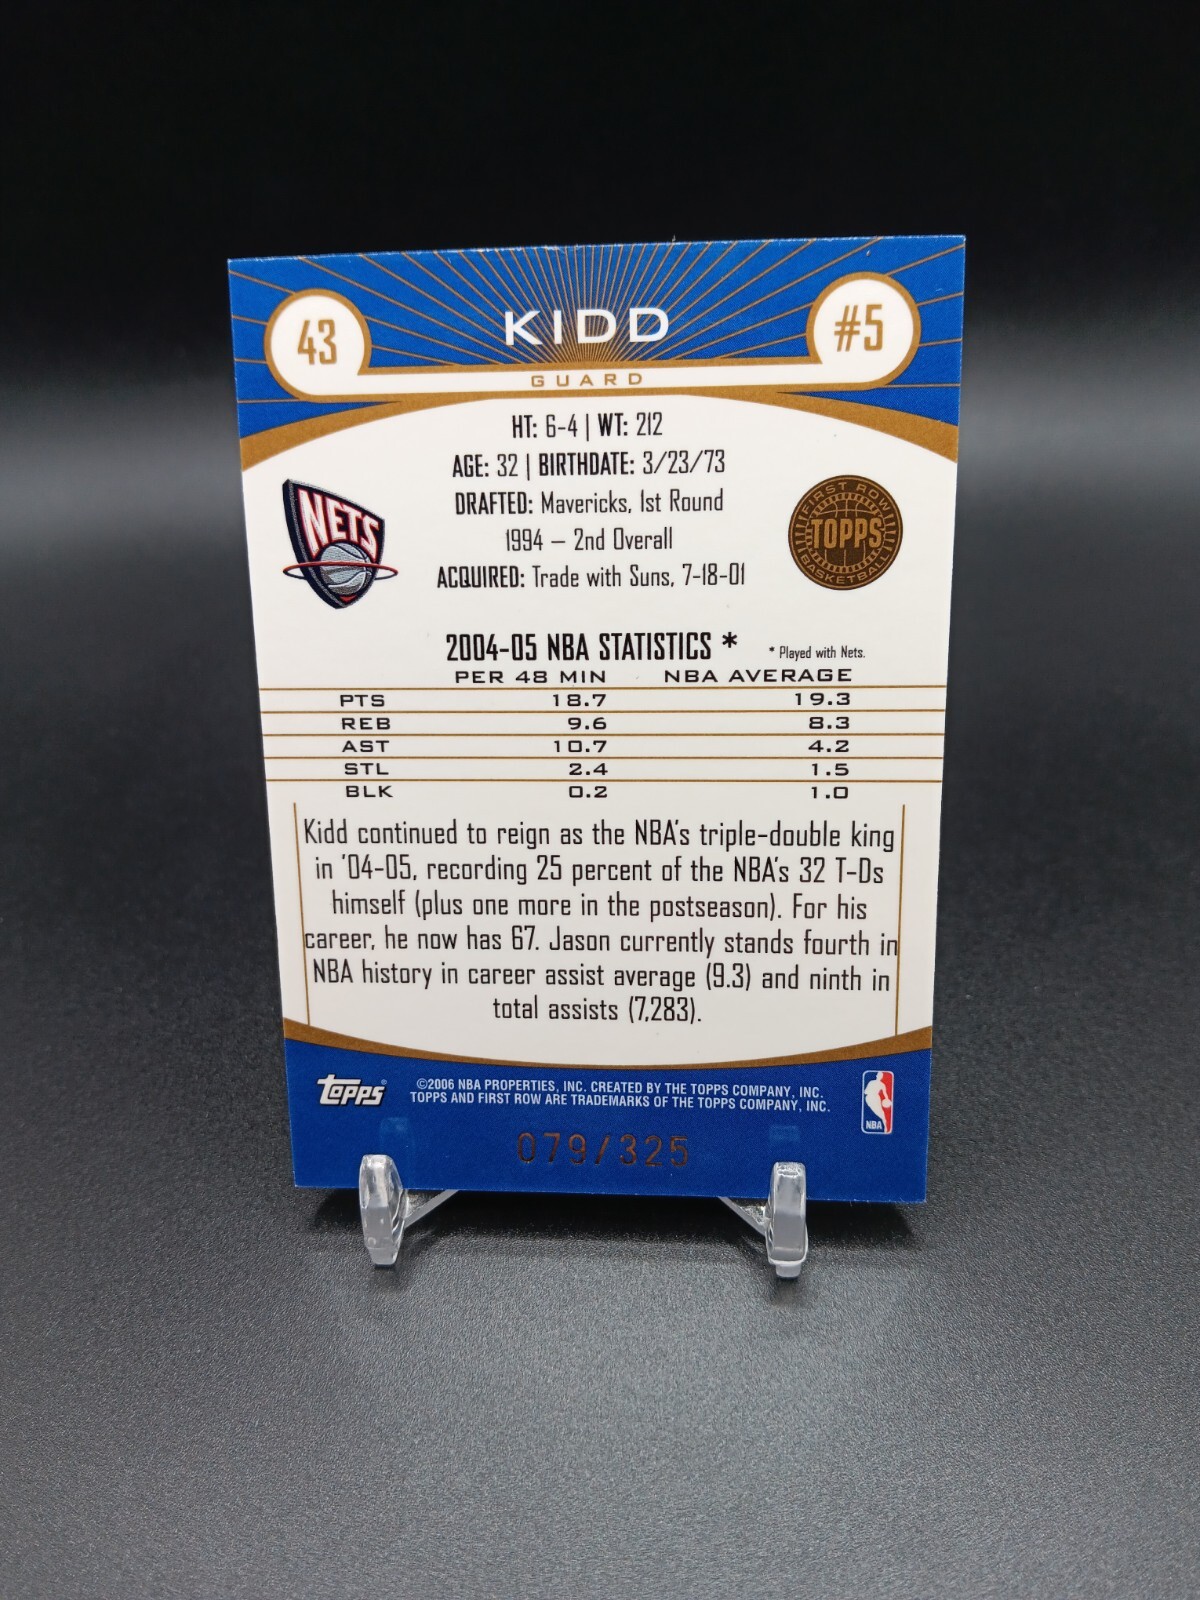 43
KIDD
#5
GUARD
HT: 6-4 | WT: 212
AGE: 32 | BIRTHDATE: 3/23/73
DRAFTED: Mavericks, 1st Round
1994 – 2nd Overall
ACQUIRED: Trade with Suns, 7-18-01
NETS
FIRST ROW
TOPPS
BASKETBALL
2004-05 NBA STATISTICS * * Played with Nets.
PER 48 MIN NBA AVERAGE
PTS 18.7 19.3
REB 9.6 8.3
AST 10.7 4.2
STL 2.4 1.5
BLK 0.2 1.0
Kidd continued to reign as the NBA's triple-double king
in '04-05, recording 25 percent of the NBA's 32 T-Ds
himself (plus one more in the postseason). For his
career, he now has 67. Jason currently stands fourth in
NBA history in career assist average (9.3) and ninth in
total assists (7,283).
topps®
©2006 NBA PROPERTIES, INC. CREATED BY THE TOPPS COMPANY, INC.
TOPPS AND FIRST ROW ARE TRADEMARKS OF THE TOPPS COMPANY, INC.
NBA
079/325